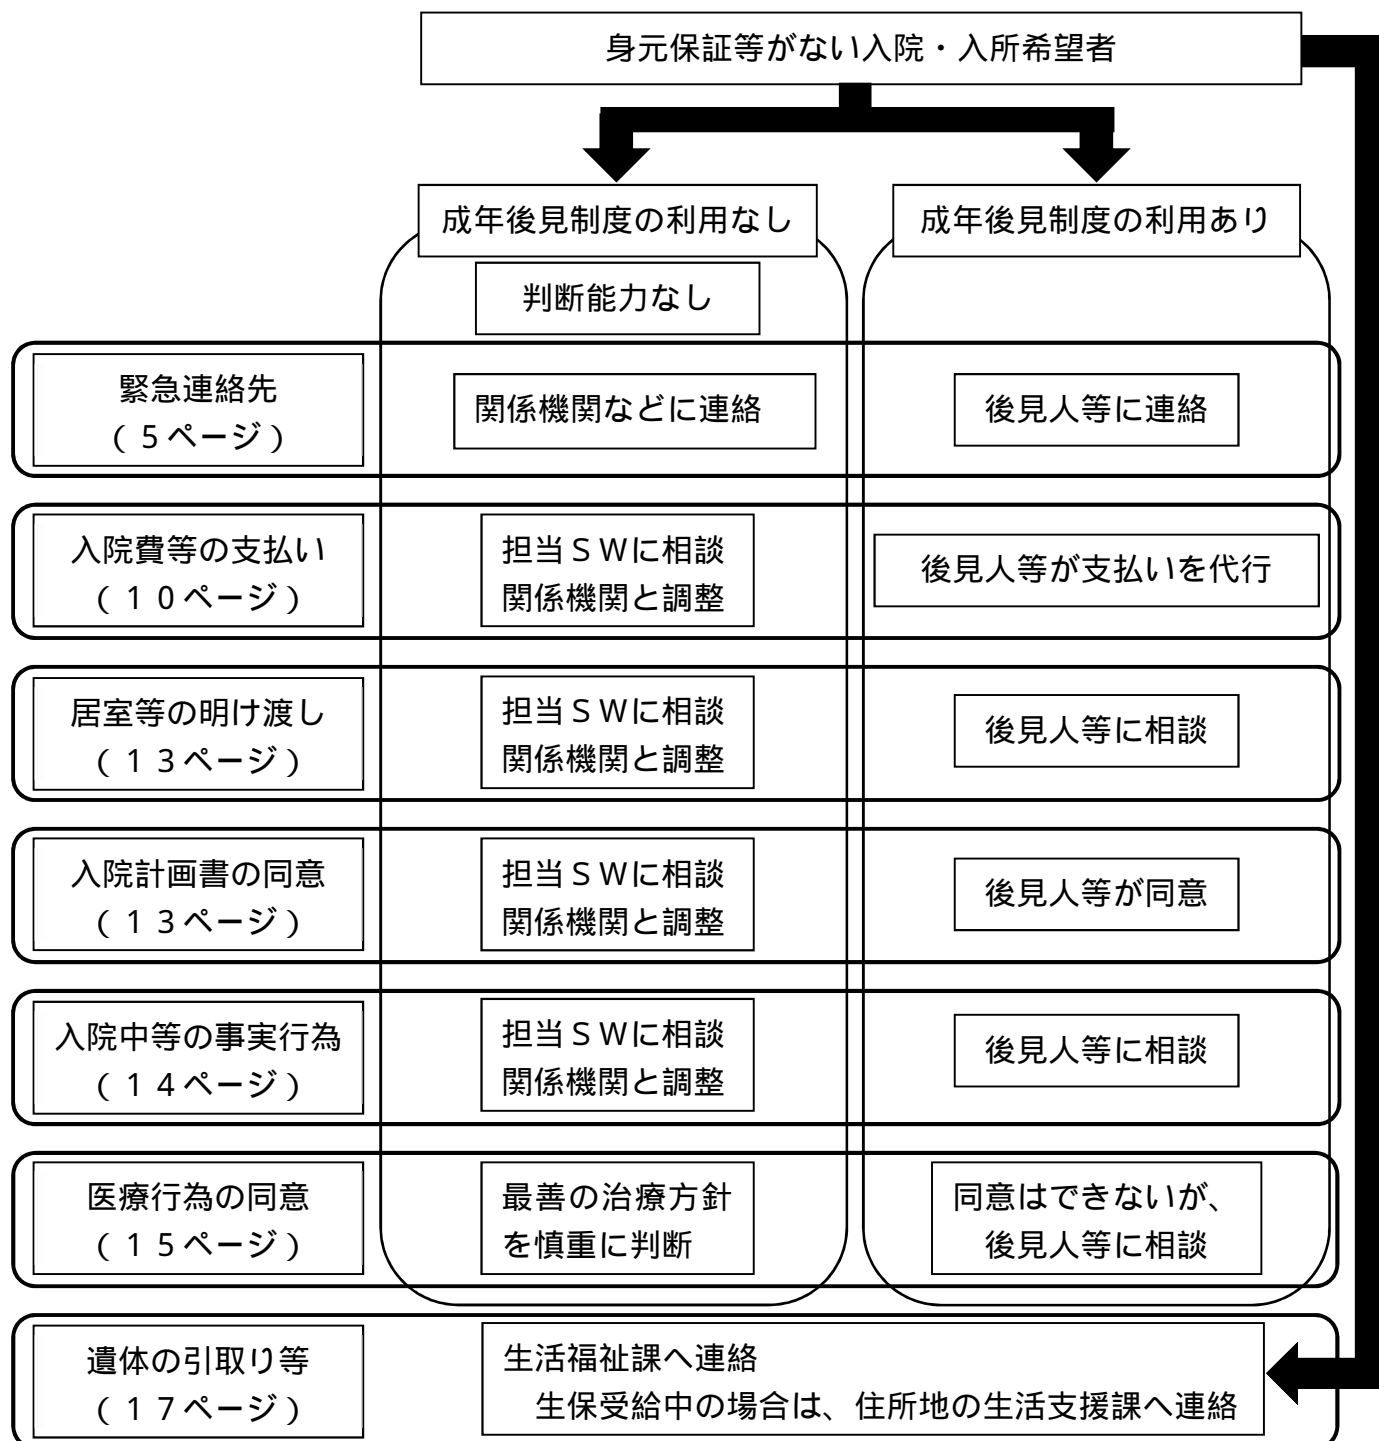 身元保証等がない入院・入所希望者
成年後見制度の利用なし
成年後見制度の利用あり
判断能力なし
緊急連絡先
(5ページ)
関係機関などに連絡
後見人等に連絡
入院費等の支払い
(10ページ)
担当SWに相談
関係機関と調整
後見人等が支払いを代行
居室等の明け渡し
(13ページ)
担当SWに相談
関係機関と調整
後見人等に相談
入院計画書の同意
(13ページ)
担当SWに相談
関係機関と調整
後見人等が同意
入院中等の事実行為
(14ページ)
担当SWに相談
関係機関と調整
後見人等に相談
医療行為の同意
(15ページ)
最善の治療方針
を慎重に判断
同意はできないが、
後見人等に相談
遺体の引取り等
(17ページ)
生活福祉課へ連絡
生保受給中の場合は、住所地の生活支援課へ連絡